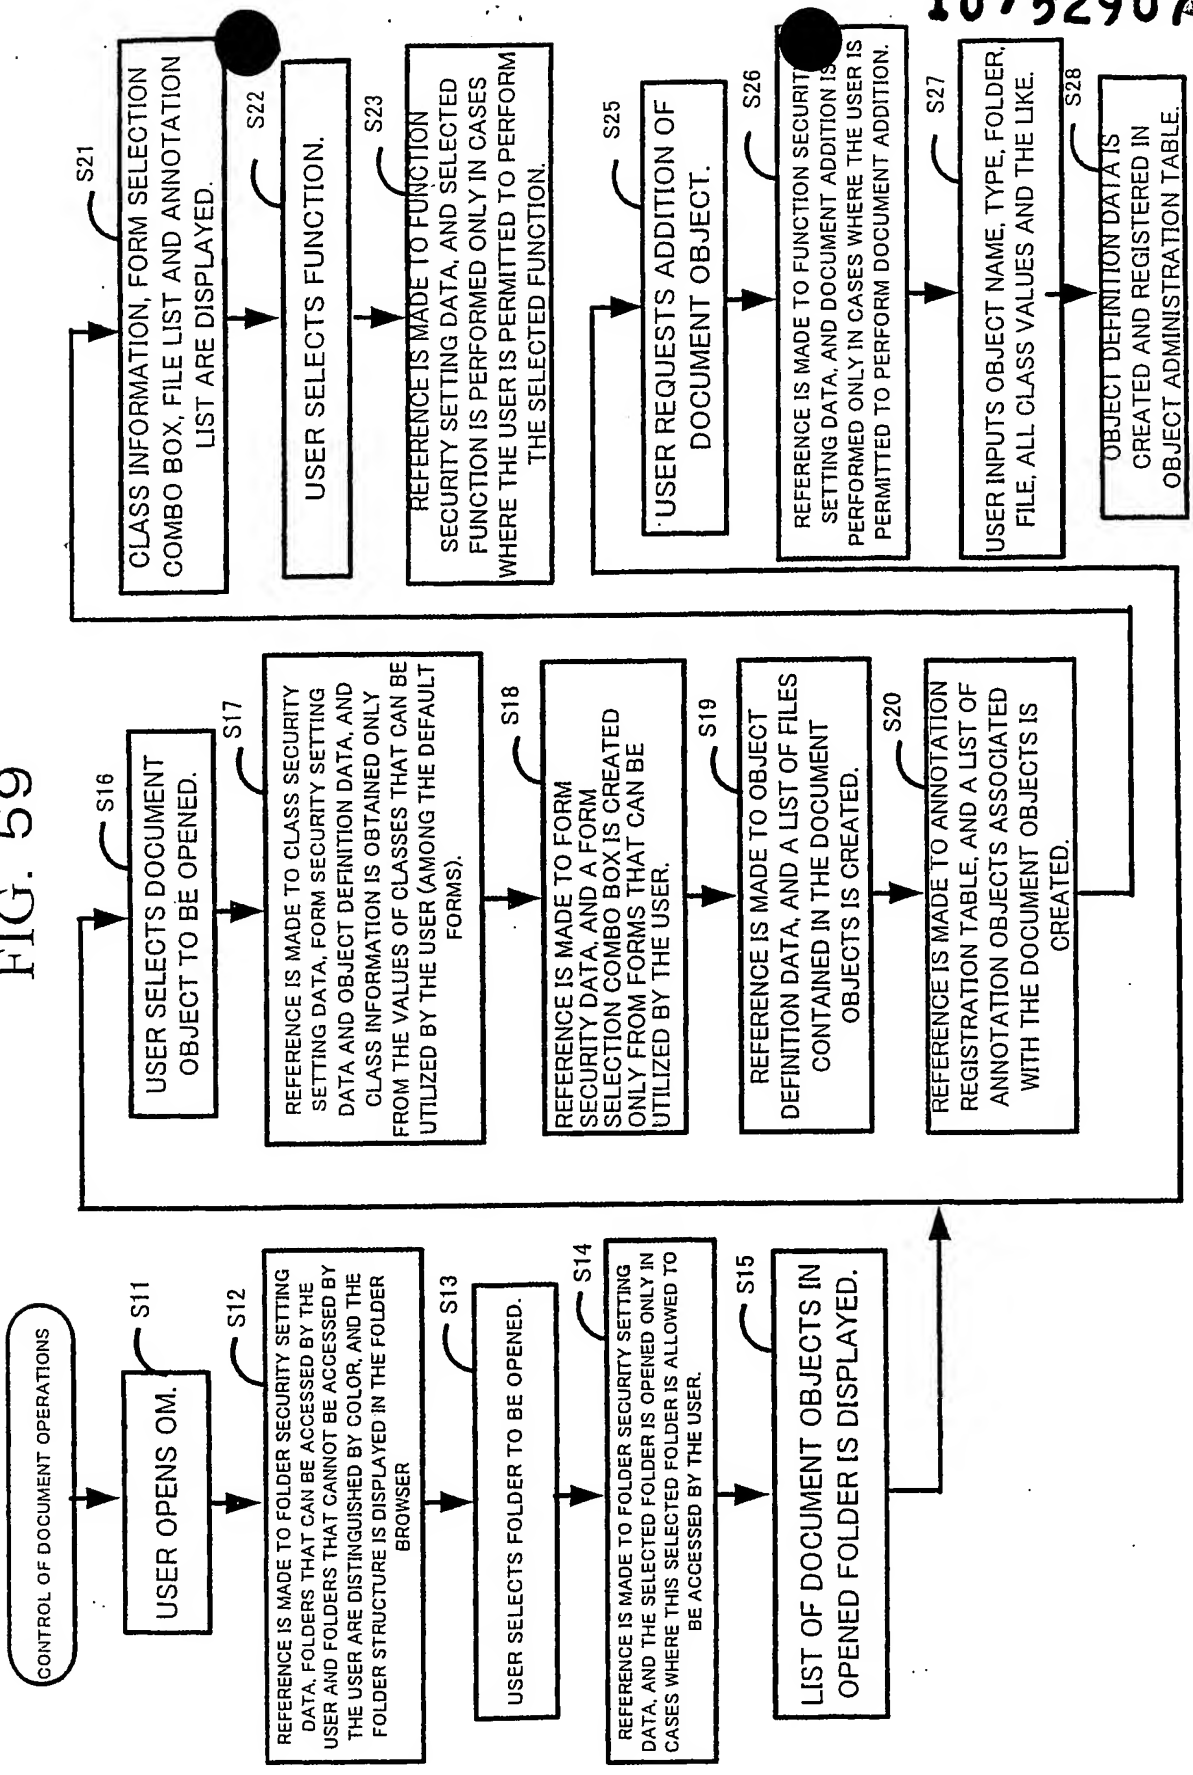 FIG. 59
CONTROL OF DOCUMENT OPERATIONS
S11
USER OPENS OM.
S12
REFERENCE IS MADE TO FOLDER SECURITY SETTING
DATA, FOLDERS THAT CAN BE ACCESSED BY THE
USER AND FOLDERS THAT CANNOT BE ACCESSED BY
THE USER ARE DISTINGUISHED BY COLOR, AND THE
FOLDER STRUCTURE IS DISPLAYED IN THE FOLDER
BROWSER
S13
USER SELECTS FOLDER TO BE OPENED.
S14
REFERENCE IS MADE TO FOLDER SECURITY SETTING
DATA, AND THE SELECTED FOLDER IS OPENED ONLY IN
CASES WHERE THIS SELECTED FOLDER IS ALLOWED TO
BE ACCESSED BY THE USER.
S15
LIST OF DOCUMENT OBJECTS IN
OPENED FOLDER IS DISPLAYED.
S16
USER SELECTS DOCUMENT
OBJECT TO BE OPENED.
S17
REFERENCE IS MADE TO CLASS SECURITY
SETTING DATA, FORM SECURITY SETTING
DATA AND OBJECT DEFINITION DATA, AND
CLASS INFORMATION IS OBTAINED ONLY
FROM THE VALUES OF CLASSES THAT CAN BE
UTILIZED BY THE USER (AMONG THE DEFAULT
FORMS).
S18
REFERENCE IS MADE TO FORM
SECURITY DATA, AND A FORM
SELECTION COMBO BOX IS CREATED
ONLY FROM FORMS THAT CAN BE
UTILIZED BY THE USER.
S19
REFERENCE IS MADE TO OBJECT
DEFINITION DATA, AND A LIST OF FILES
CONTAINED IN THE DOCUMENT
OBJECTS IS CREATED.
S20
REFERENCE IS MADE TO ANNOTATION
REGISTRATION TABLE, AND A LIST OF
ANNOTATION OBJECTS ASSOCIATED
WITH THE DOCUMENT OBJECTS IS
CREATED.
S21
CLASS INFORMATION, FORM SELECTION
COMBO BOX, FILE LIST AND ANNOTATION
LIST ARE DISPLAYED.
S22
USER SELECTS FUNCTION.
S23
REFERENCE IS MADE TO FUNCTION
SECURITY SETTING DATA, AND SELECTED
FUNCTION IS PERFORMED ONLY IN CASES
WHERE THE USER IS PERMITTED TO PERFORM
THE SELECTED FUNCTION.
S25
USER REQUESTS ADDITION OF
DOCUMENT OBJECT.
S26
REFERENCE IS MADE TO FUNCTION SECURIT
SETTING DATA, AND DOCUMENT ADDITION IS
PERFORMED ONLY IN CASES WHERE THE USER IS
PERMITTED TO PERFORM DOCUMENT ADDITION.
S27
USER INPUTS OBJECT NAME, TYPE, FOLDER,
FILE, ALL CLASS VALUES AND THE LIKE.
S28
OBJECT DEFINITION DATA IS
CREATED AND REGISTERED IN
OBJECT ADMINISTRATION TABLE.